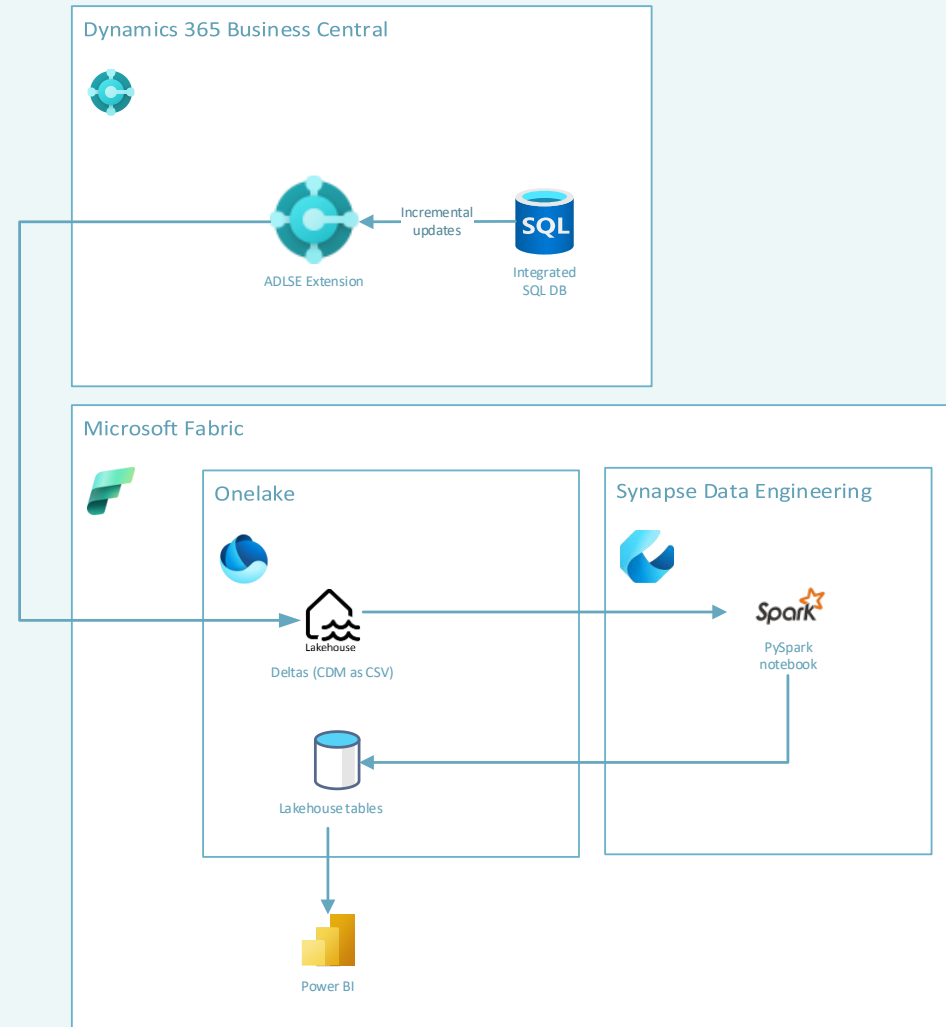 Dynamics 365 Business Central
Incremental
updates
SQL
ADLSE Extension
Integrated
SQL DB
Microsoft Fabric
Onelake
Synapse Data Engineering
Lakehouse
Deltas (CDM as CSV)
Spark
PySpark
notebook
Lakehouse tables
Power BI